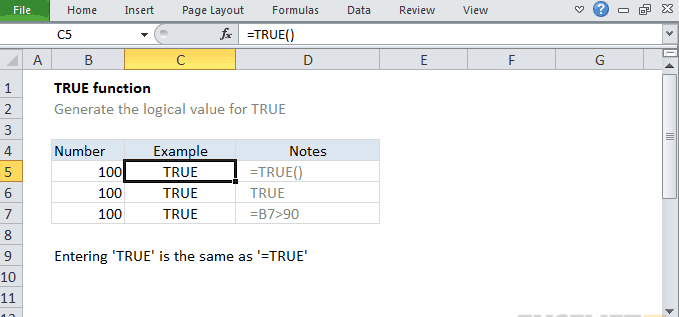 File Home Insert Page Layout Formulas Data Review View
C5 fx =TRUE()
A B C D E F G
1 TRUE function
2 Generate the logical value for TRUE
3
4 Number Example Notes
5 100 TRUE =TRUE()
6 100 TRUE TRUE
7 100 TRUE =B7>90
8
9 Entering 'TRUE' is the same as '=TRUE'
10
11